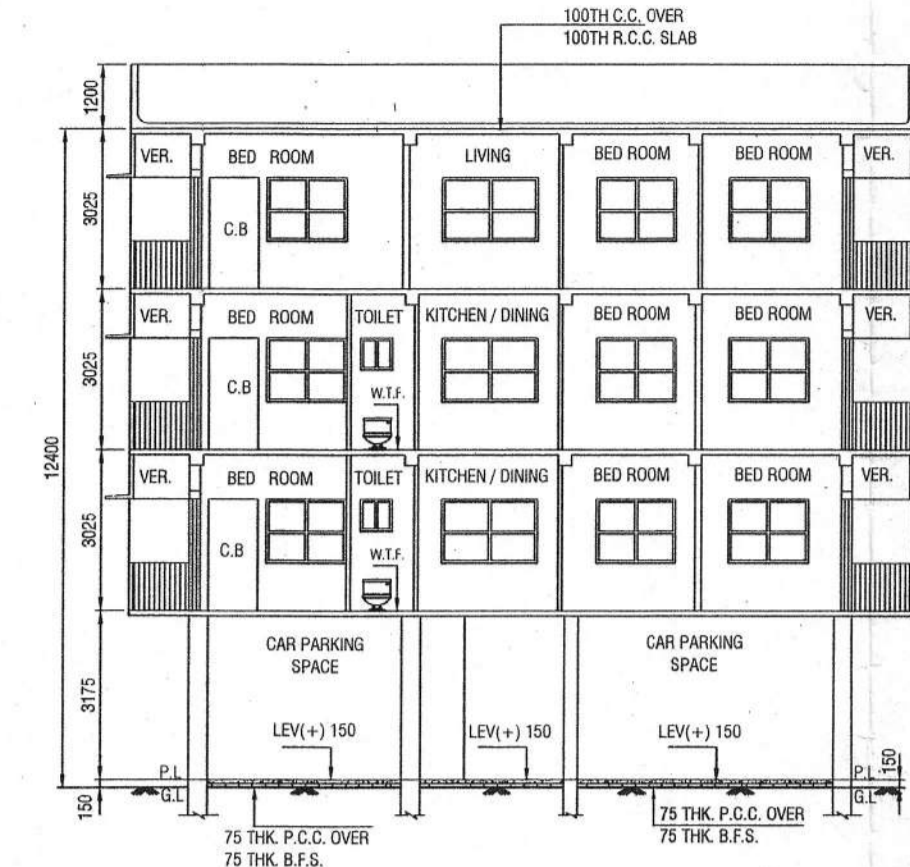 100TH C.C. OVER
100TH R.C.C. SLAB
1200
VER.
BED ROOM
LIVING
BED ROOM
BED ROOM
VER.
C.B
3025
VER.
BED ROOM
TOILET
KITCHEN / DINING
BED ROOM
BED ROOM
VER.
C.B
W.T.F.
3025
12400
VER.
BED ROOM
TOILET
KITCHEN / DINING
BED ROOM
BED ROOM
VER.
C.B
W.T.F.
3025
CAR PARKING
SPACE
CAR PARKING
SPACE
3175
LEV(+) 150
LEV(+) 150
LEV(+) 150
P.L
G.L
150
P.L
G.L
150
75 THK. P.C.C. OVER
75 THK. B.F.S.
75 THK. P.C.C. OVER
75 THK. B.F.S.